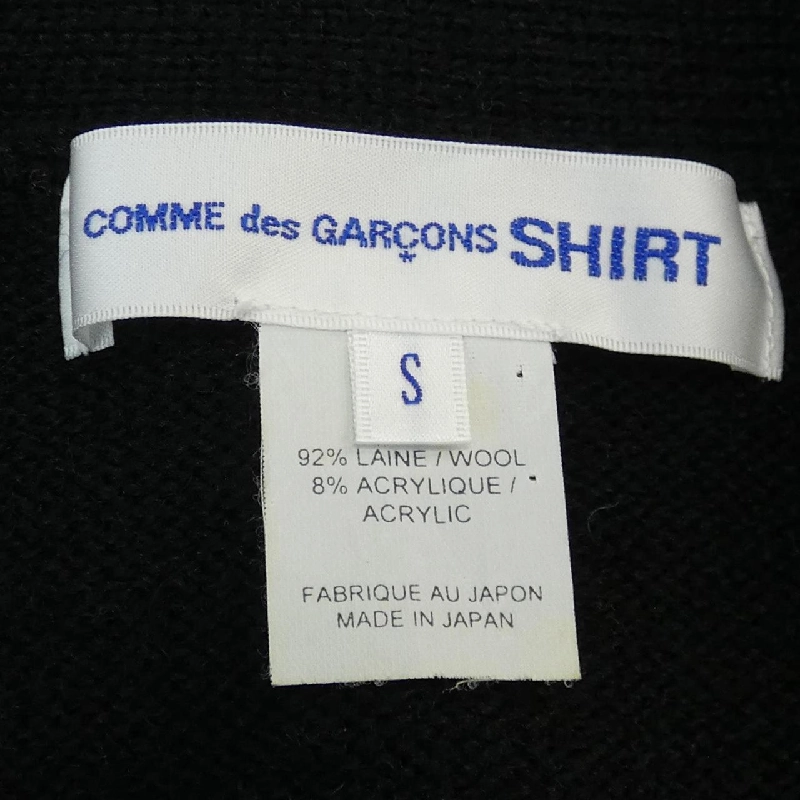 COMME des GARÇONS SHIRT
S
92% LAINE / WOOL
8% ACRYLIQUE /
ACRYLIC
FABRIQUE AU JAPON
MADE IN JAPAN